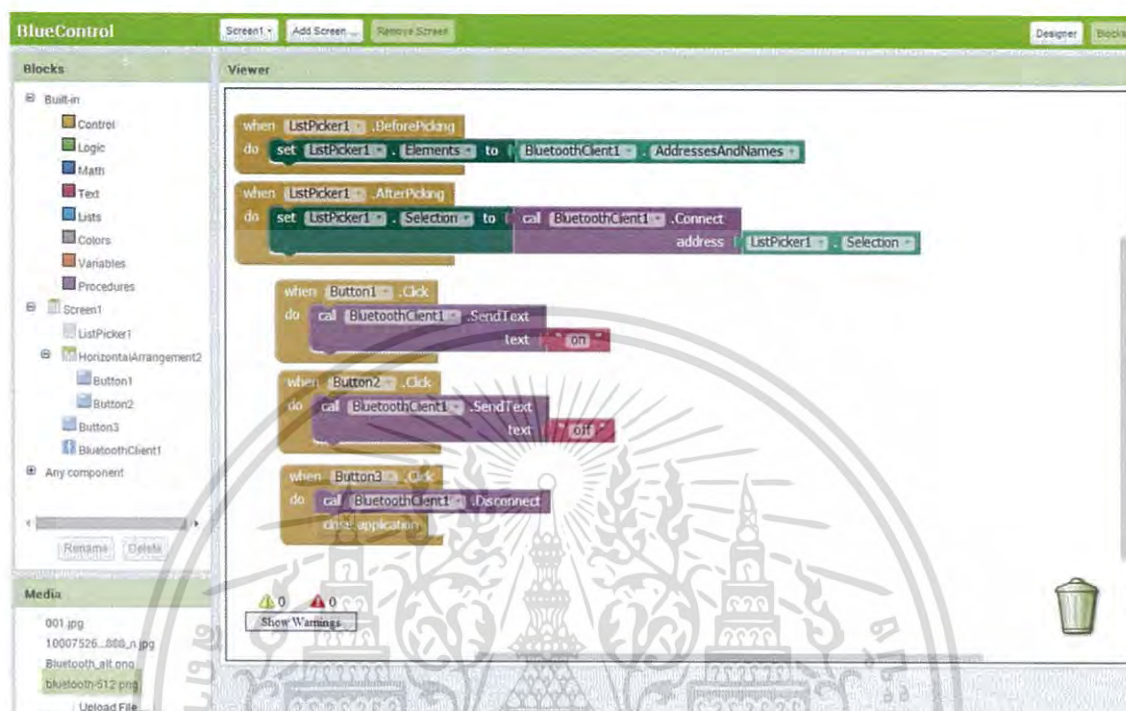 BlueControl
Screen1
Add Screen ...
Remove Screen
Designer
Blocks
Blocks
Viewer
Built-in
Control
Logic
Math
Text
Lists
Colors
Variables
Procedures
Screen1
ListPicker1
HorizontalArrangement2
Button1
Button2
Button3
BluetoothClient1
Any component
Rename
Delete
Media
001.jpg
10007526...888_n.jpg
Bluetooth_alt.png
bluetooth-512.png
Upload File
when ListPicker1 .BeforePicking
do set ListPicker1 . Elements to BluetoothClient1 . AddressesAndNames
when ListPicker1 .AfterPicking
do set ListPicker1 . Selection to call BluetoothClient1 .Connect
address ListPicker1 . Selection
when Button1 .Click
do call BluetoothClient1 .SendText
text " on "
when Button2 .Click
do call BluetoothClient1 .SendText
text " off "
when Button3 .Click
do call BluetoothClient1 .Disconnect
close application
0 0
Show Warnings